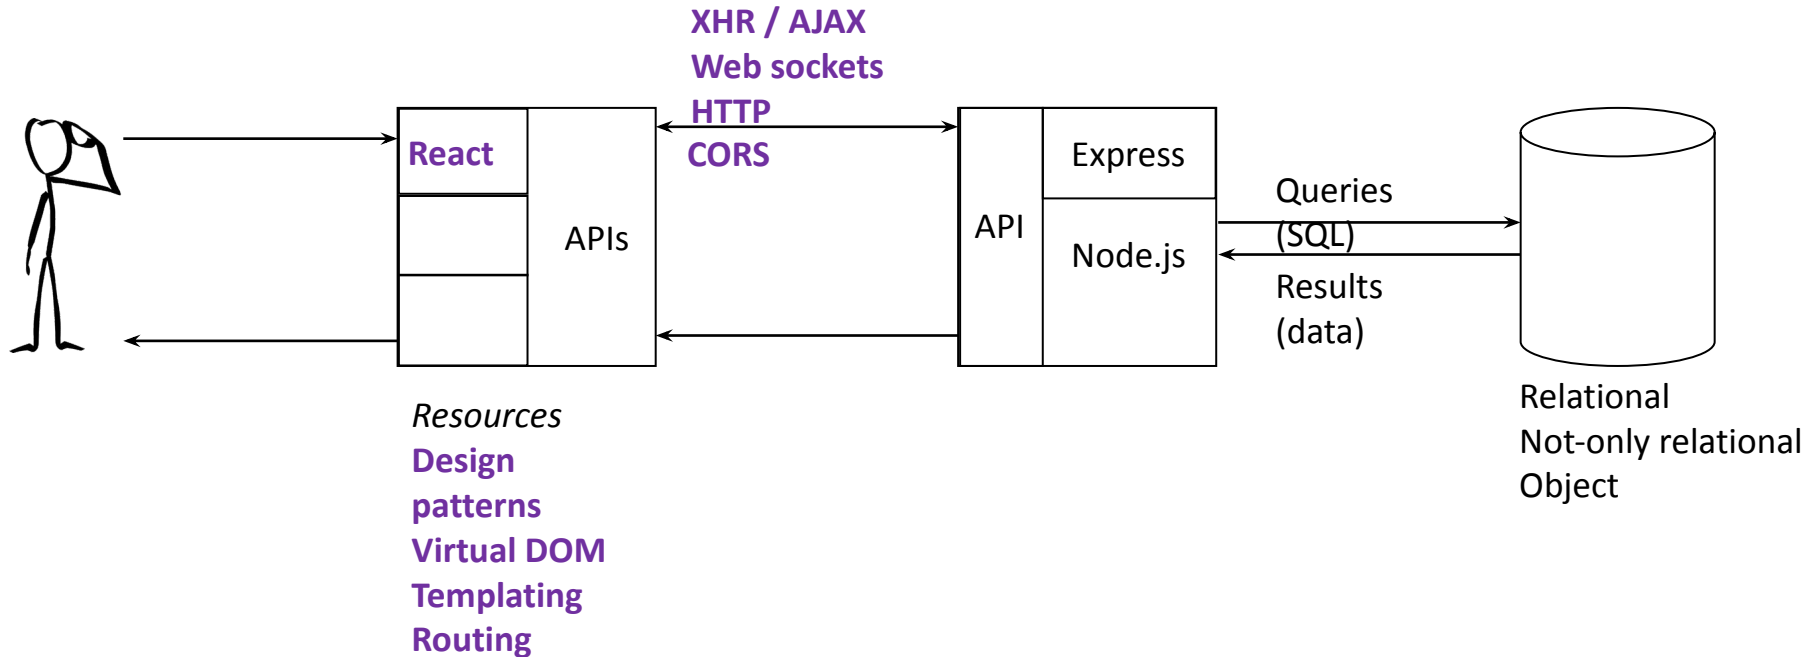 XHR / AJAX
Web sockets
HTTP
CORS
React
APIs
Resources
Design
patterns
Virtual DOM
Templating
Routing
API
Express
Node.js
Queries
(SQL)
Results
(data)
Relational
Not-only relational
Object